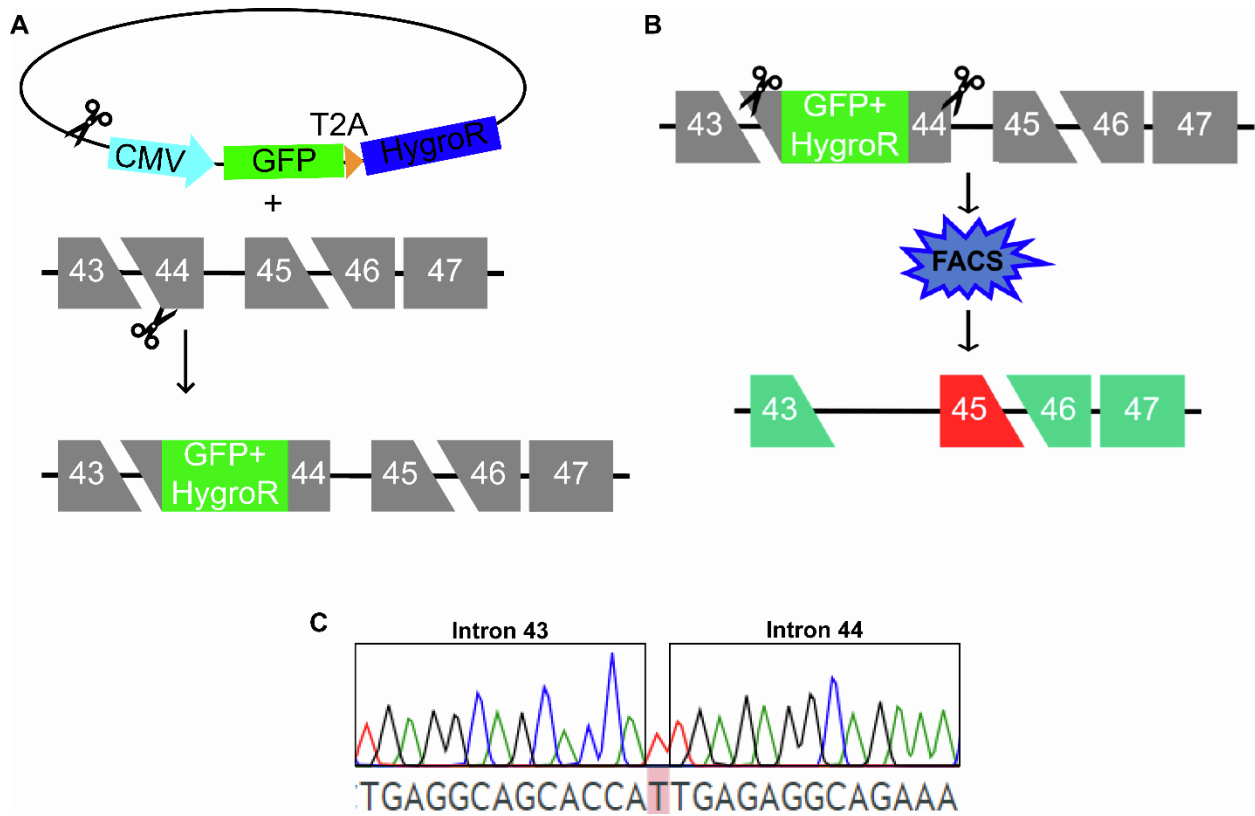 A
T2A
CMV
GFP
HygroR
+
43 44 45 46 47
43 GFP+ HygroR 44 45 46 47
B
43 GFP+ HygroR 44 45 46 47
FACS
43 45 46 47
C
Intron 43 Intron 44
TGAGGCAGCACCATTGAGAGGCAGAAA